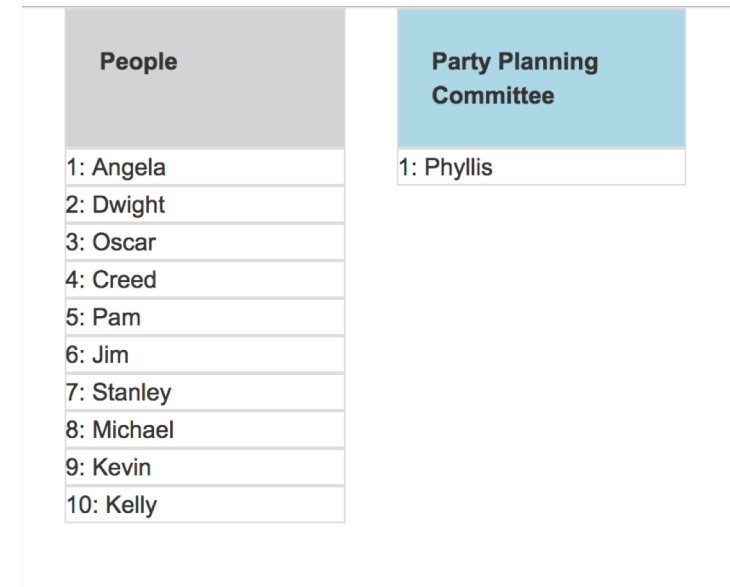 People
1: Angela
2: Dwight
3: Oscar
4: Creed
5: Pam
6: Jim
7: Stanley
8: Michael
9: Kevin
10: Kelly
Party Planning
Committee
1: Phyllis